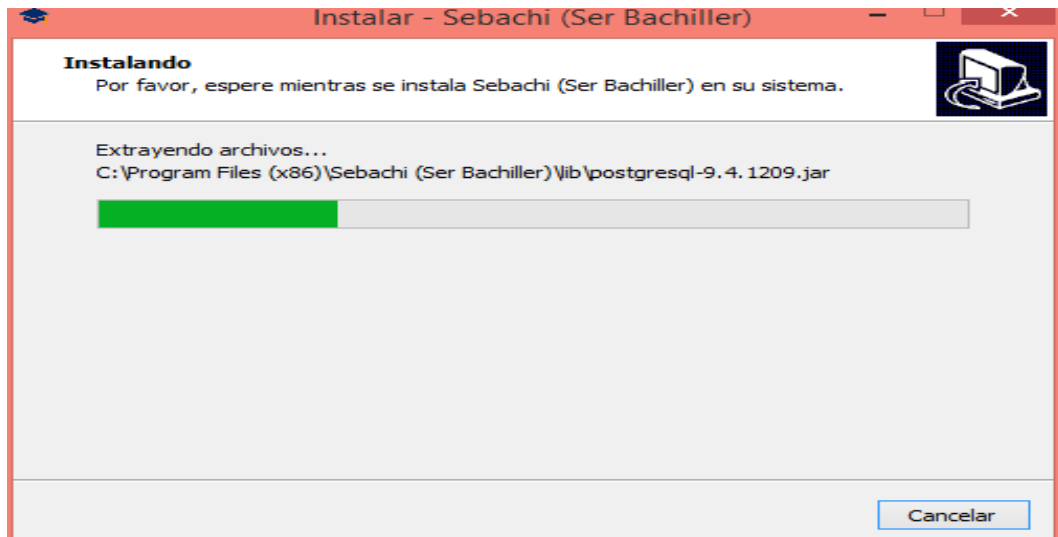 Instalar - Sebachi (Ser Bachiller)
Instalando
Por favor, espere mientras se instala Sebachi (Ser Bachiller) en su sistema.
Extrayendo archivos...
C:\Program Files (x86)\Sebachi (Ser Bachiller)\lib\postgresql-9.4.1209.jar
Cancelar